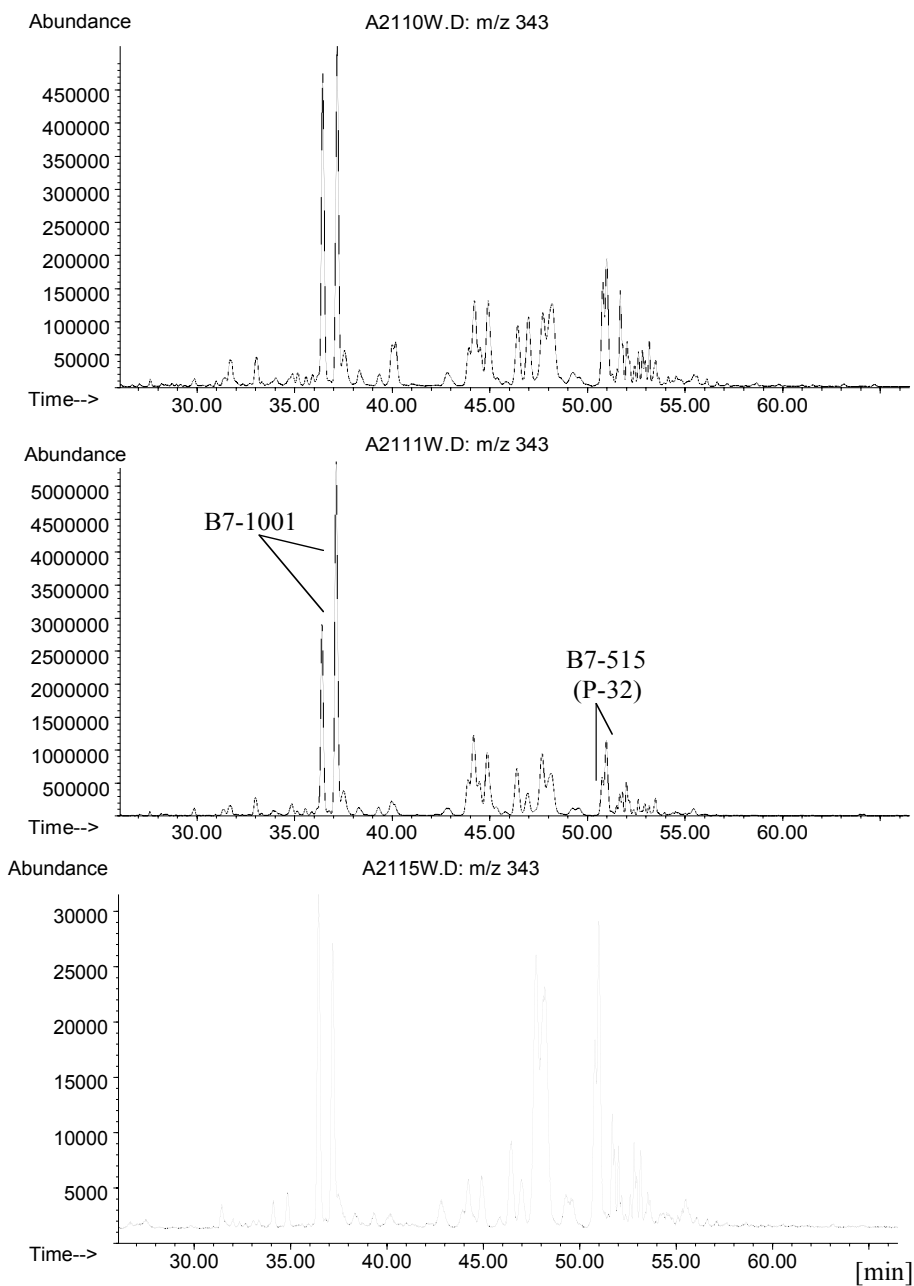 Abundance
A2110W.D: m/z 343
450000
400000
350000
300000
250000
200000
150000
100000
50000
Time-->
30.00 35.00 40.00 45.00 50.00 55.00 60.00
Abundance
A2111W.D: m/z 343
5000000
4500000
4000000
3500000
3000000
2500000
2000000
1500000
1000000
500000
B7-1001
B7-515
(P-32)
Time-->
30.00 35.00 40.00 45.00 50.00 55.00 60.00
Abundance
A2115W.D: m/z 343
30000
25000
20000
15000
10000
5000
Time-->
30.00 35.00 40.00 45.00 50.00 55.00 60.00
[min]